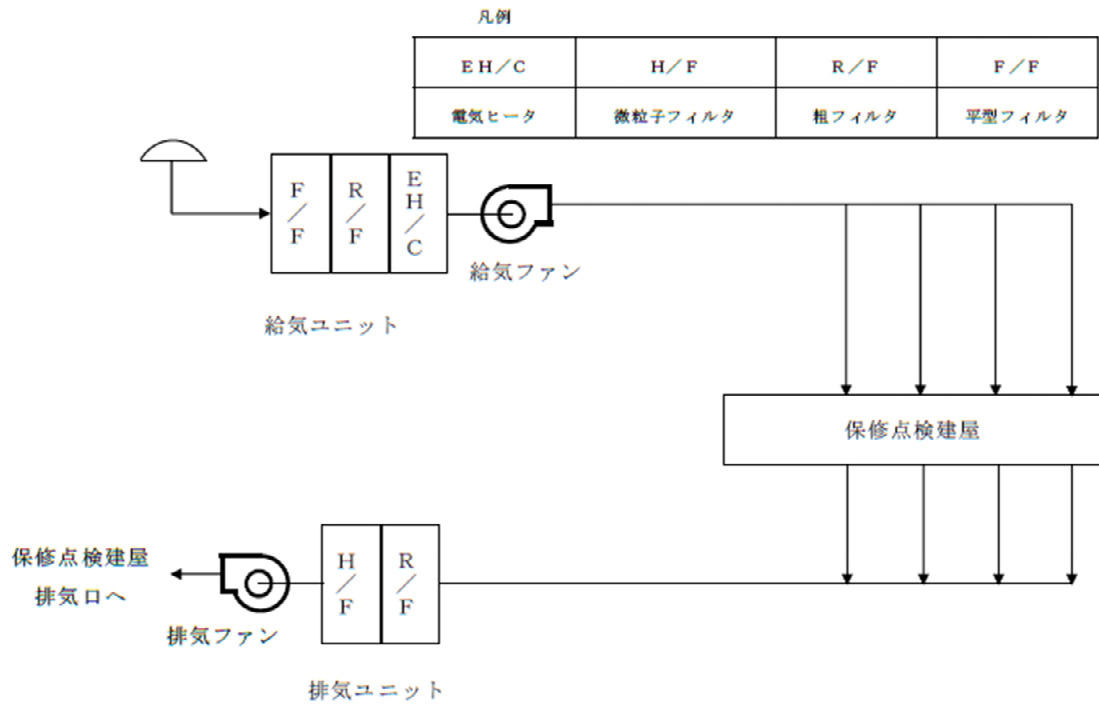 凡例
EH／C H／F R／F F／F
電気ヒータ 微粒子フィルタ 粗フィルタ 平型フィルタ
F／F
R／F
EH／C
給気ファン
給気ユニット
保修点検建屋
保修点検建屋
排気口へ
H／F
R／F
排気ファン
排気ユニット